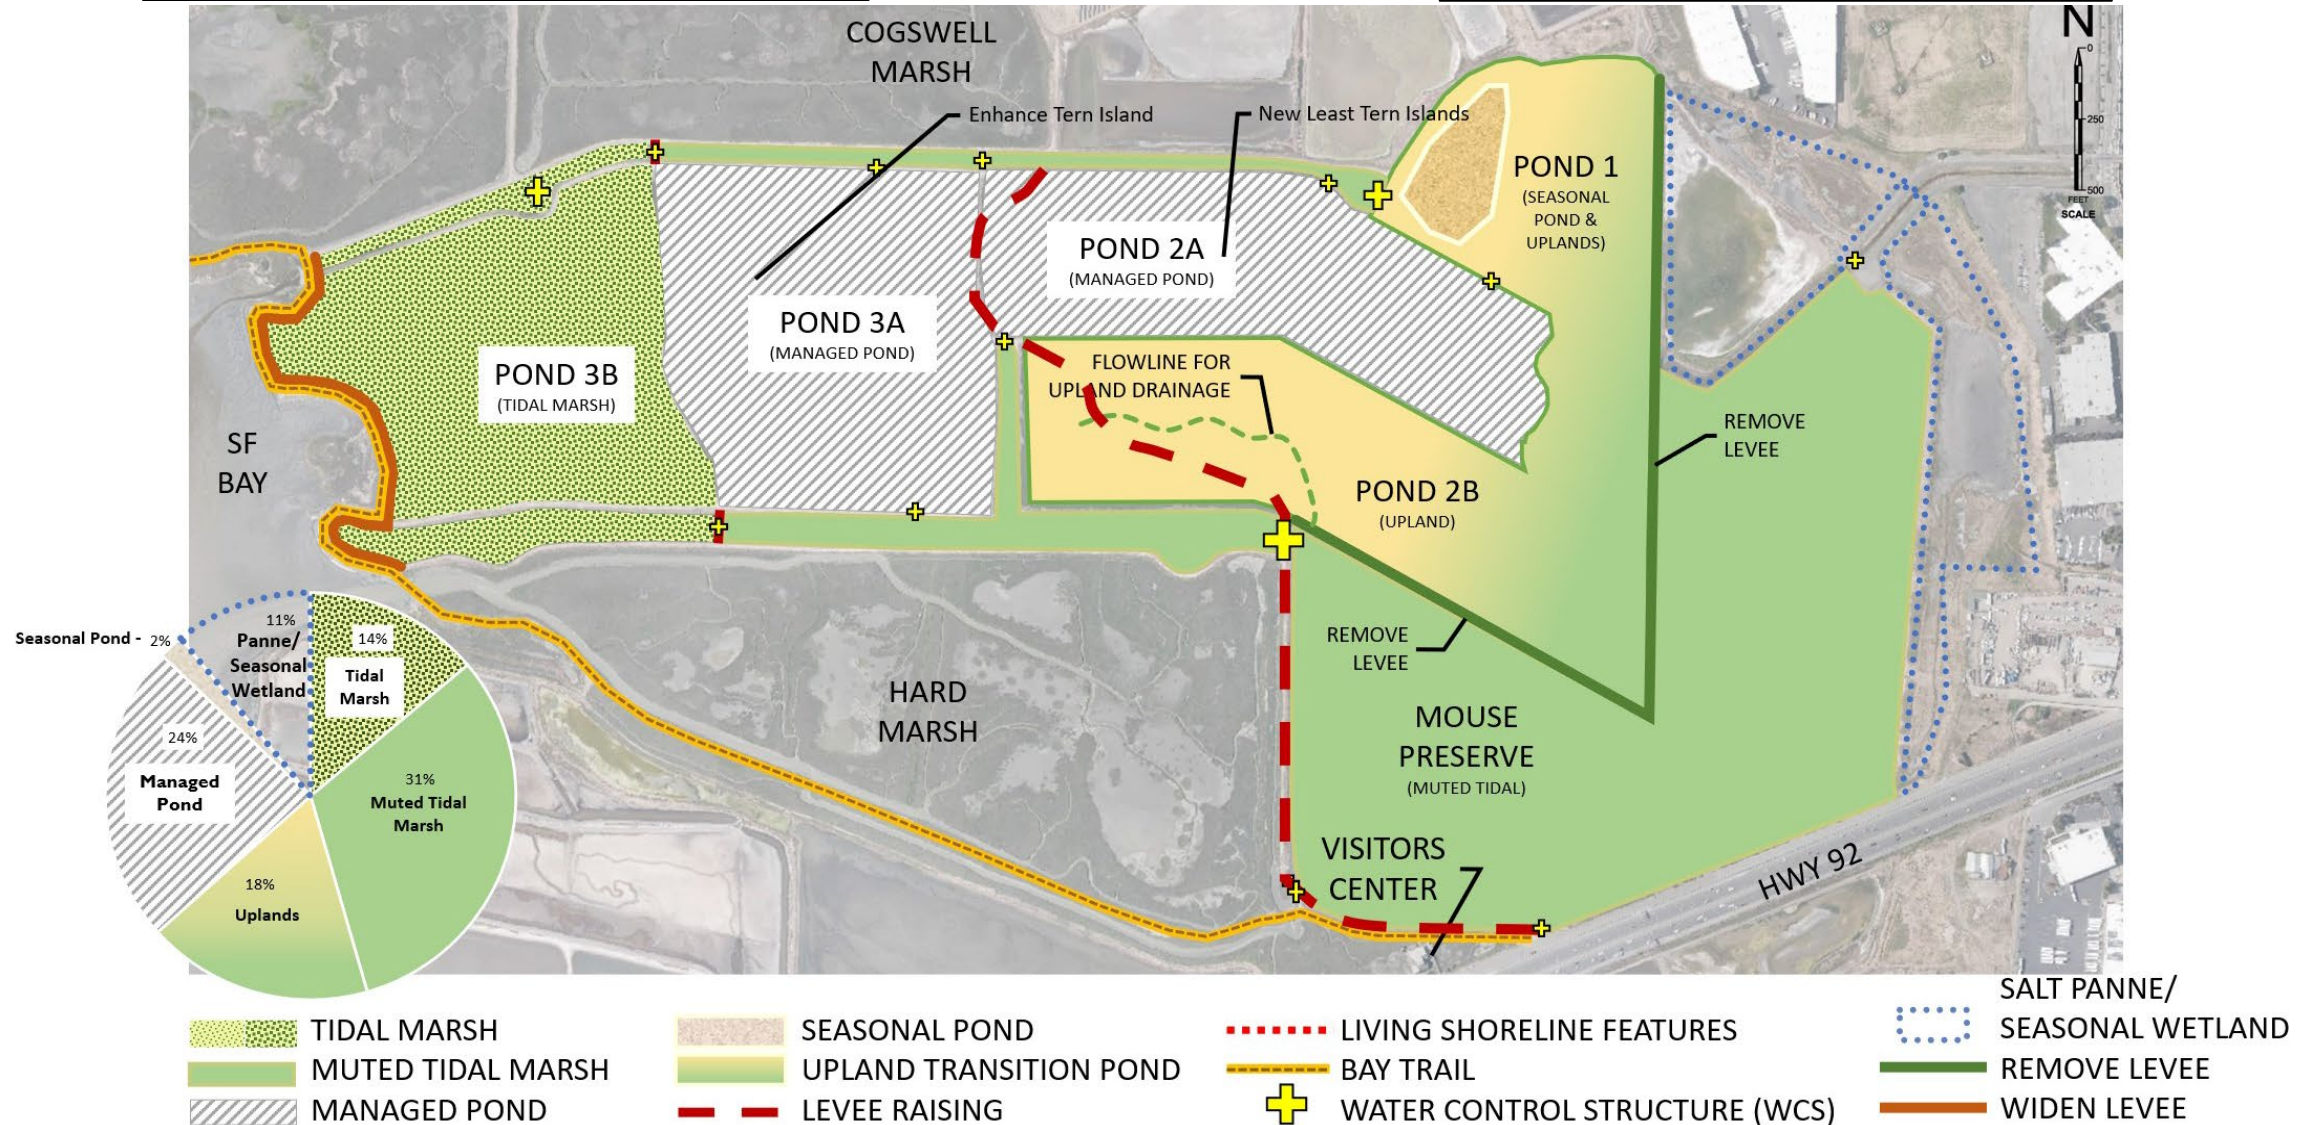 COGSWELL
MARSH
N
0
250
500
FEET
SCALE
Enhance Tern Island
New Least Tern Islands
POND 1
(SEASONAL
POND &
UPLANDS)
POND 2A
(MANAGED POND)
POND 3A
(MANAGED POND)
POND 3B
(TIDAL MARSH)
FLOWLINE FOR
UPLAND DRAINAGE
SF
BAY
REMOVE
LEVEE
POND 2B
(UPLAND)
REMOVE
LEVEE
HARD
MARSH
MOUSE
PRESERVE
(MUTED TIDAL)
VISITORS
CENTER
HWY 92
Seasonal Pond - 2%
11%
Panne/
Seasonal
Wetland
14%
Tidal
Marsh
24%
Managed
Pond
31%
Muted Tidal
Marsh
18%
Uplands
TIDAL MARSH
MUTED TIDAL MARSH
MANAGED POND
SEASONAL POND
UPLAND TRANSITION POND
LEVEE RAISING
LIVING SHORELINE FEATURES
BAY TRAIL
WATER CONTROL STRUCTURE (WCS)
SALT PANNE/
SEASONAL WETLAND
REMOVE LEVEE
WIDEN LEVEE